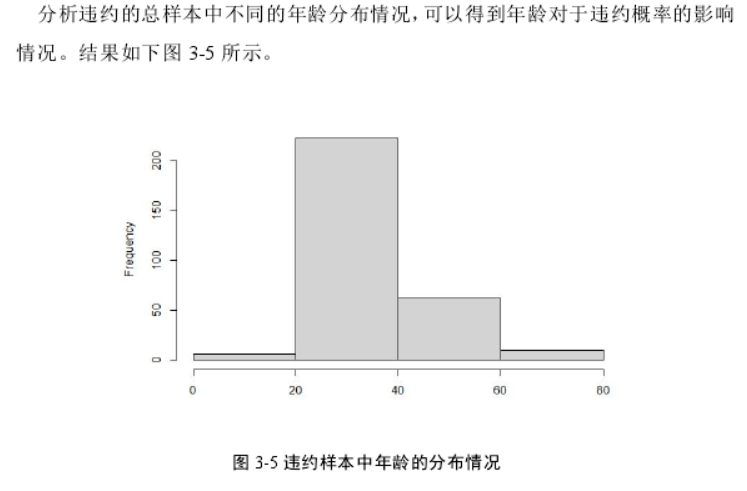 分析违约的总样本中不同的年龄分布情况，可以得到年龄对于违约概率的影响
情况。结果如下图 3-5 所示。
200
150
100
50
0
Frequency
0 20 40 60 80
图 3-5 违约样本中年龄的分布情况